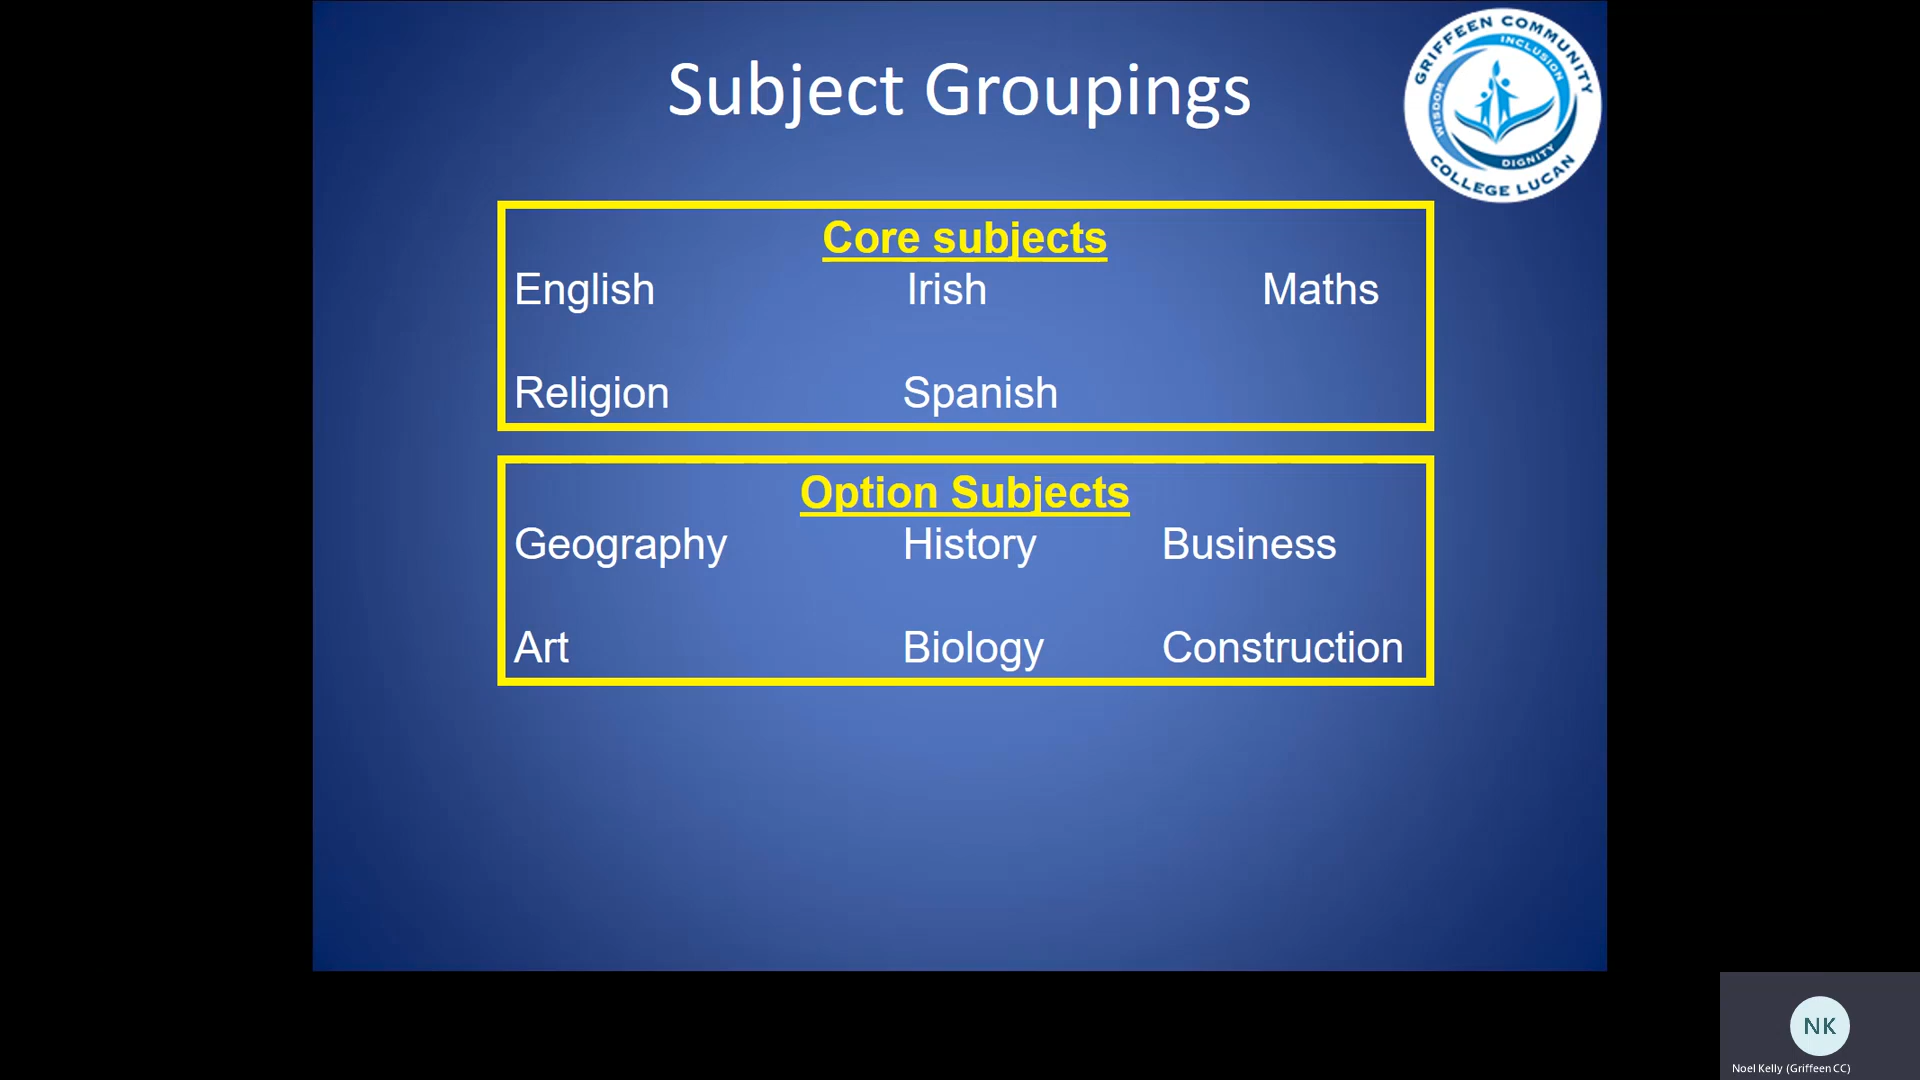 Subject Groupings
GRIFFEEN COMMUNITY
INCLUSION
WISDOM
DIGNITY
COLLEGE LUCAN
Core subjects
English Irish Maths
Religion Spanish
Option Subjects
Geography History Business
Art Biology Construction
NK
Noel Kelly (Griffeen CC)